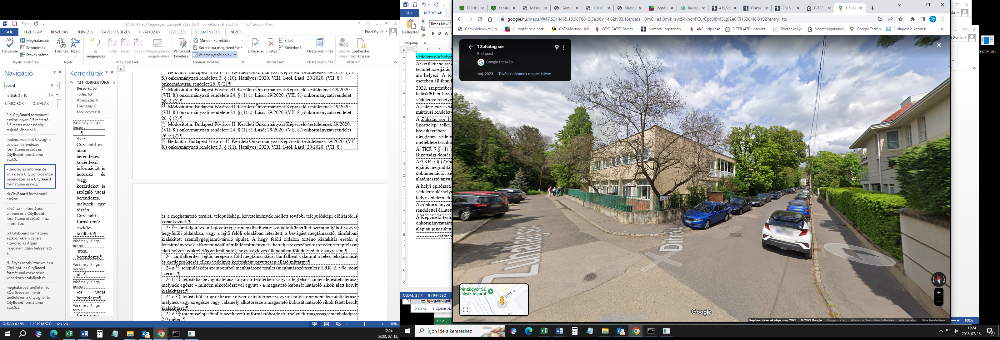 MOD_45_2017.egyseges_szerkezet_2022_06_01_korrekturaval_2023_07_11_EGY.docx - Word
FÁJL KEZDŐLAP BESZÚRÁS TERVEZÉS LAPELRENDEZÉS HIVATKOZÁS LEVELEZÉS VÉLEMÉNYEZÉS NÉZET
Erdei Gyula
Helyesírás
Meghatározás
Szinonimák
Szavak száma
Fordítás
Nyelv
Új megjegyzés
Törlés
Vissza
Tovább
Megjegyzések megjelenítése
Változások követése
Minden korrektúra
Korrektúra megjelenítése
Véleményezés ablak
Elfogadás
Elvetés
Előző
Következő
Összehasonlítás
Szerzők tiltása
Szerkesztés korlátozása
Nyelvi ellenőrzés Nyelv Megjegyzések Nyomon követés Változások Összehasonlítás Védelem
Navigáció
board
Találat: 3 / 10
CÍMSOROK OLDALAK
2.a. CityBoard formátumú
eszköz: olyan 2,5 métertől
3,5 méter magasságig
terjedő lábon álló
molinó, valamint CityLight-
os utcai berendezés
formátumú eszköz és
CityBoard formátumú
eszköz;
kizárólag az információs
vitrin, és a CityLight-os utcai
berendezés és a CityBoard
formátumú eszköz,
d) CityBoard formátumú
eszköz.
közül az - információs
vitrinen és a CityBoard
formátumú eszközön - az
információ
(7) Cityboard formátumú
eszköz reklám céljára
kizárólag az Árpád
Fejedelem útján helyezhető
el.
/L. Egyes utcabútorokra és a
CityLight- és CityBoard
formátumú eszközökre
vonatkozó szabályok és
meghatározó területen és
KÖu övezetek menti
területeken a CityLight- és
CityBoard formátumú
eszközt.
Korrektúrák
131 KORREKTÚRA
Beszúrás: 68
Törlés: 63
Áthelyezés: 0
Formázás: 0
Megjegyzés: 0
Vásárhelyi Kinga
beszúrt
¶
3.a.
CityLight-os
utcai
berendezés:
közérdekű
információt is
hordozó és
/vagy
közérdeket is
szolgáló utcai
berendezés,
melynek egy
részén
CityLight
formátumú
eszköz
található¶
Vásárhelyi Kinga
beszúrt
utcai
berendezés,¶
Vásárhelyi Kinga
beszúrt
pl.: ¶
Vásárhelyi Kinga
beszúrt
-os utcai
berendezés¶
Vásárhelyi Kinga
törölt
formátumú
Beiktatta: Budapest Főváros II. Kerületi Önkormányzat Képviselő-testületének 29/2020. (VII.
8.) önkormányzati rendelete 3. § (10). Hatályos: 2020. VIII. 1-től. Lásd: 29/2020. (VII. 8.)
önkormányzati rendelet 26. § (2).¶
27 Módosította: Budapest Főváros II. Kerületi Önkormányzat Képviselő-testületének 29/2020.
(VII. 8.) önkormányzati rendelete 24. § (1) c). Lásd: 29/2020. (VII. 8.) önkormányzati rendelet
26. § (2).¶
28 Módosította: Budapest Főváros II. Kerületi Önkormányzat Képviselő-testületének 29/2020.
(VII. 8.) önkormányzati rendelete 24. § (1) c). Lásd: 29/2020. (VII. 8.) önkormányzati rendelet
26. § (2).¶
29 Módosította: Budapest Főváros II. Kerületi Önkormányzat Képviselő-testületének 29/2020.
(VII. 8.) önkormányzati rendelete 24. § (1) c). Lásd: 29/2020. (VII. 8.) önkormányzati rendelet
26. § (2).¶
30 Beiktatta: Budapest Főváros II. Kerületi Önkormányzat Képviselő-testületének 29/2020. (VII.
8.) önkormányzati rendelete 3. § (11). Hatályos: 2020. VIII. 1-től. Lásd: 29/2020. (VII. 8.)
és a meghatározó területi településképi követelmények mellett további településképi előírások is
vonatkoznak;¶
23.31 támfalgarázs: a lejtős terep, a megközelítésre szolgáló közterület szempontjából vagy a
hegyfelőli oldalában, vagy a lejtő felőli oldalában létesített, a bevágást megtámasztó, támfalban
kialakított személygépjármű-tároló épület. A hegy felőli oldalon történő kialakítás esetén a
létesítmény csak akkor minősül támfallétesítménynek, ha teljes egészében az eredeti terepfelszín
alatt helyezkedik el, függetlenül attól, hogy végleges állapotában földdel fedett-e vagy sem.¶
24. támfalkerítés: lejtős terepen a föld megtámasztását támfalként valamint a telek lehatárolását
és esetleges kiesés elleni védelmét kerítésként együttesen ellátó műtárgy;¶
24.a.32 településképi szempontból meghatározó terület (meghatározó terület): TRK. 2. § 9c. pont
szerint.;¶
24.b.33 tetősíkba bevágott terasz: olyan a tetőtérben vagy a legfelső szinten létesített terasz,
melynek egésze - minden alkotórészével együtt - a magastető kubusát határoló síkok alatt került
kialakításra;¶
24.c.34 tetősíkból kiugró terasz: olyan a tetőtérben vagy a legfelső szinten létesített terasz,
melynek vagy az egésze vagy valamely alkotórésze a magastető kubusát határoló síkok felett került
kialakításra;¶
24.d.35 totemoszlop: önálló szerkezetű információhordozó, melynek magassága meghaladja a
2,0 métert.¶
OLDAL: 6 / 94 1 / 21918 SZÓ MAGYAR 100%
12:24
2023. 07. 13.
FÁJL KEZDŐLAP
Beillesztés
Times New R
F D A
Vágólap
védelem alá helye
A kerületi helyi v
testület az eljárás
alá helyezi. A tö
esetében áll fenn l
2022. szeptember
hatáskörben hozo
védelem alá helye
Az ideiglenes véd
márciusi rendelet-
A Zuhatag sor 1.
Sporttelep telke,
következtében —
ideiglenes védele
melléklete tartalm
A TKR 7.§ (1) r
Bizottsági döntés
A TKR 7.§ (2) be
eljárás megindítás
dokumentációt ké
alátámasztó anyag
A helyi építészeti
védelem alá helye
helyi védelem elre
Az önkormányzat
rendelettel érintett
A Képviselő-testü
önkormányzatairó
alapján jogosult a
Oldaltöre
OLDAL: 2 / 7 8 / 944 SZÓ
Igazgatóságok
2 elem 1 kijelölt ele
KÉSZ
FELHÍV Kerület Másod Gemini 1_II_KE Micros Jogtár Budape 419/20 Önkorm 2016. é E-TÉR 1 Zuha
google.hu/maps/@47.5244465,18.9878612,3a,90y,14.62h,93.18t/data=!3m6!1e1!3m4!1syc54xho4PCurCpc8l8M5Lg!2e0!7i16384!8i8192?entry=ttu
GeminiViewNet (1×... Új Jogtár bejelentk... GoToMeeting Hub OTrT, BATrT, Balato... Nemzeti Jogszabály... ÁKR Helpdesk E-TÉR (4TR) Interakt... Telefonkönyv Védett ingatlanok Google Térkép Budapest 2. kerületi...
1 Zuhatag sor
Budapest
Google Utcakép
máj. 2023 További dátumok megtekintése
Zuhatag sor
Ditrói u.
Pénzügyőr SE
pályák bejárat
Ditró u.
Google
Kép készítésének ideje: máj. 2023 © 2023 Google Magyarország Általános Szerződési Feltételek Adatvédelem Hiba bejelentése
i Gyula
100%
criptor_uj.j...
Írjon ide a kereséshez
12:24
2023. 07. 13.